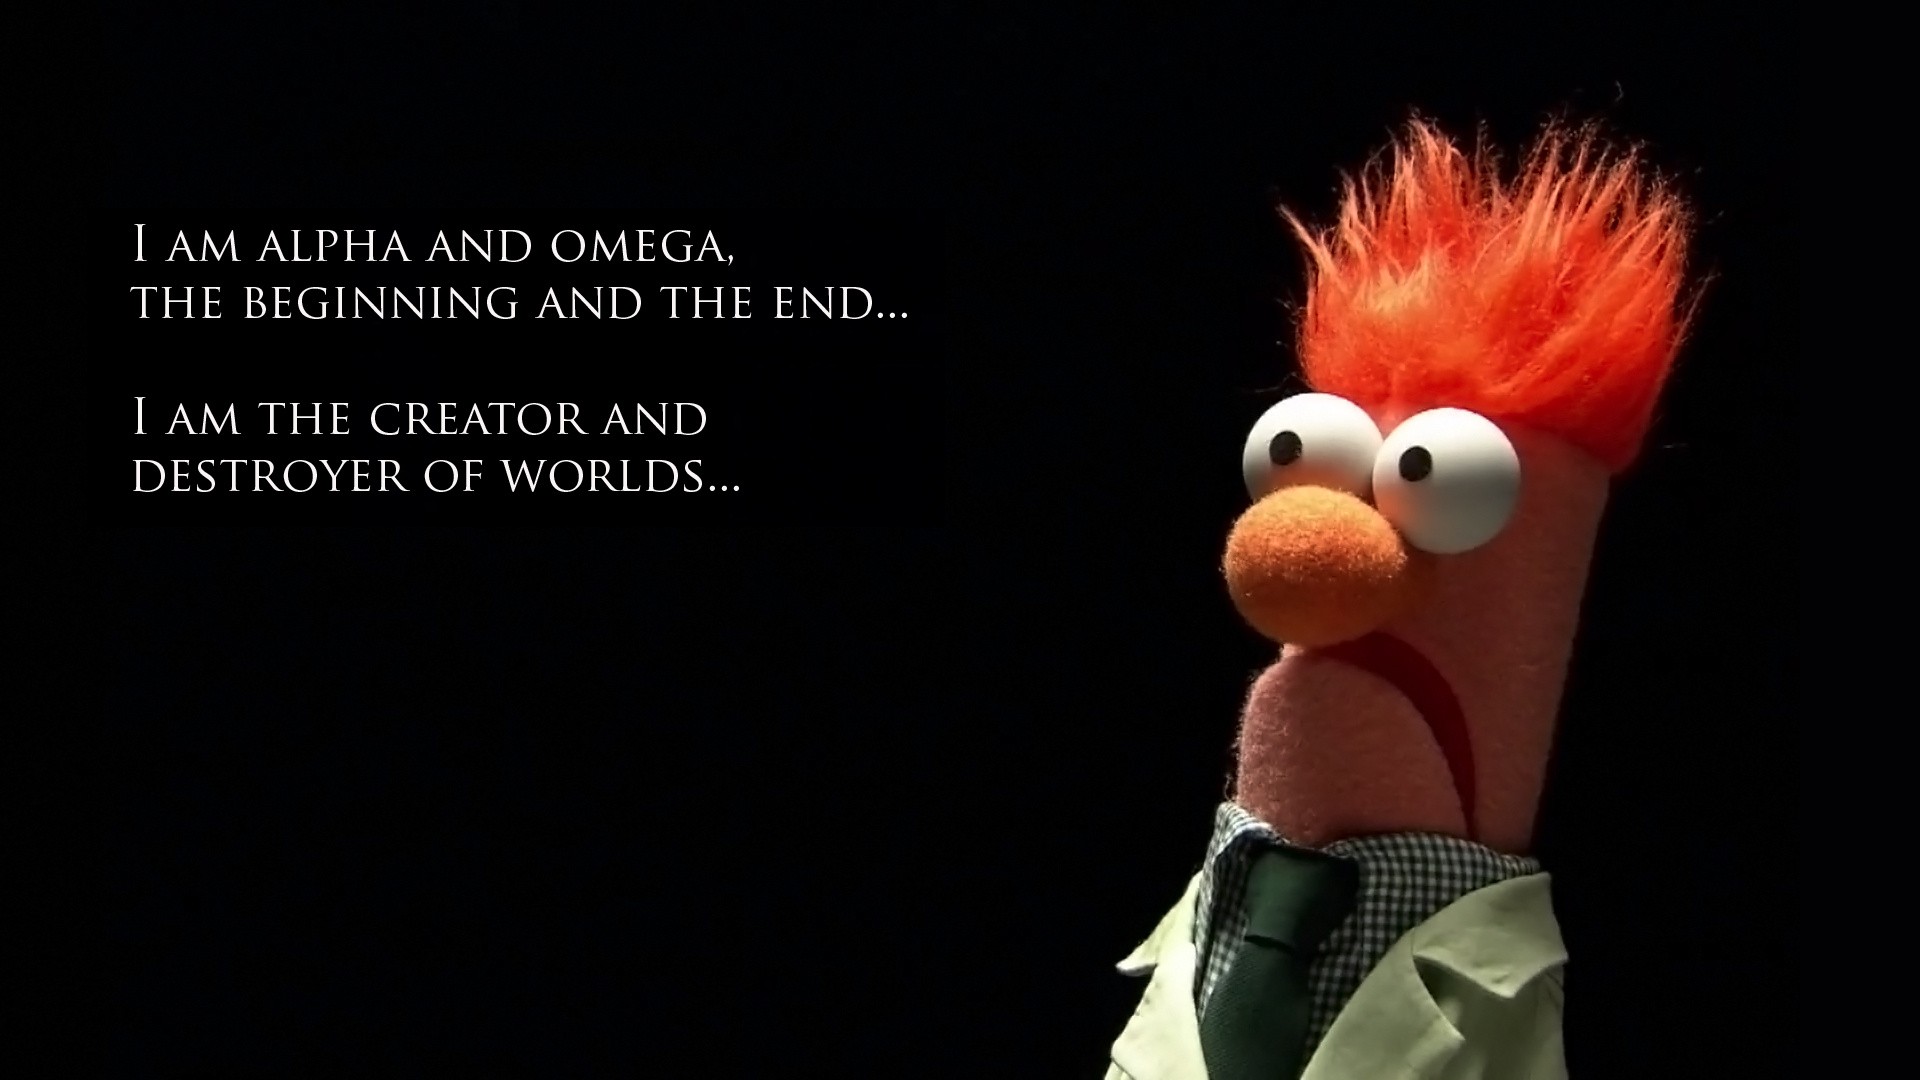 I AM ALPHA AND OMEGA,
THE BEGINNING AND THE END...
I AM THE CREATOR AND
DESTROYER OF WORLDS...